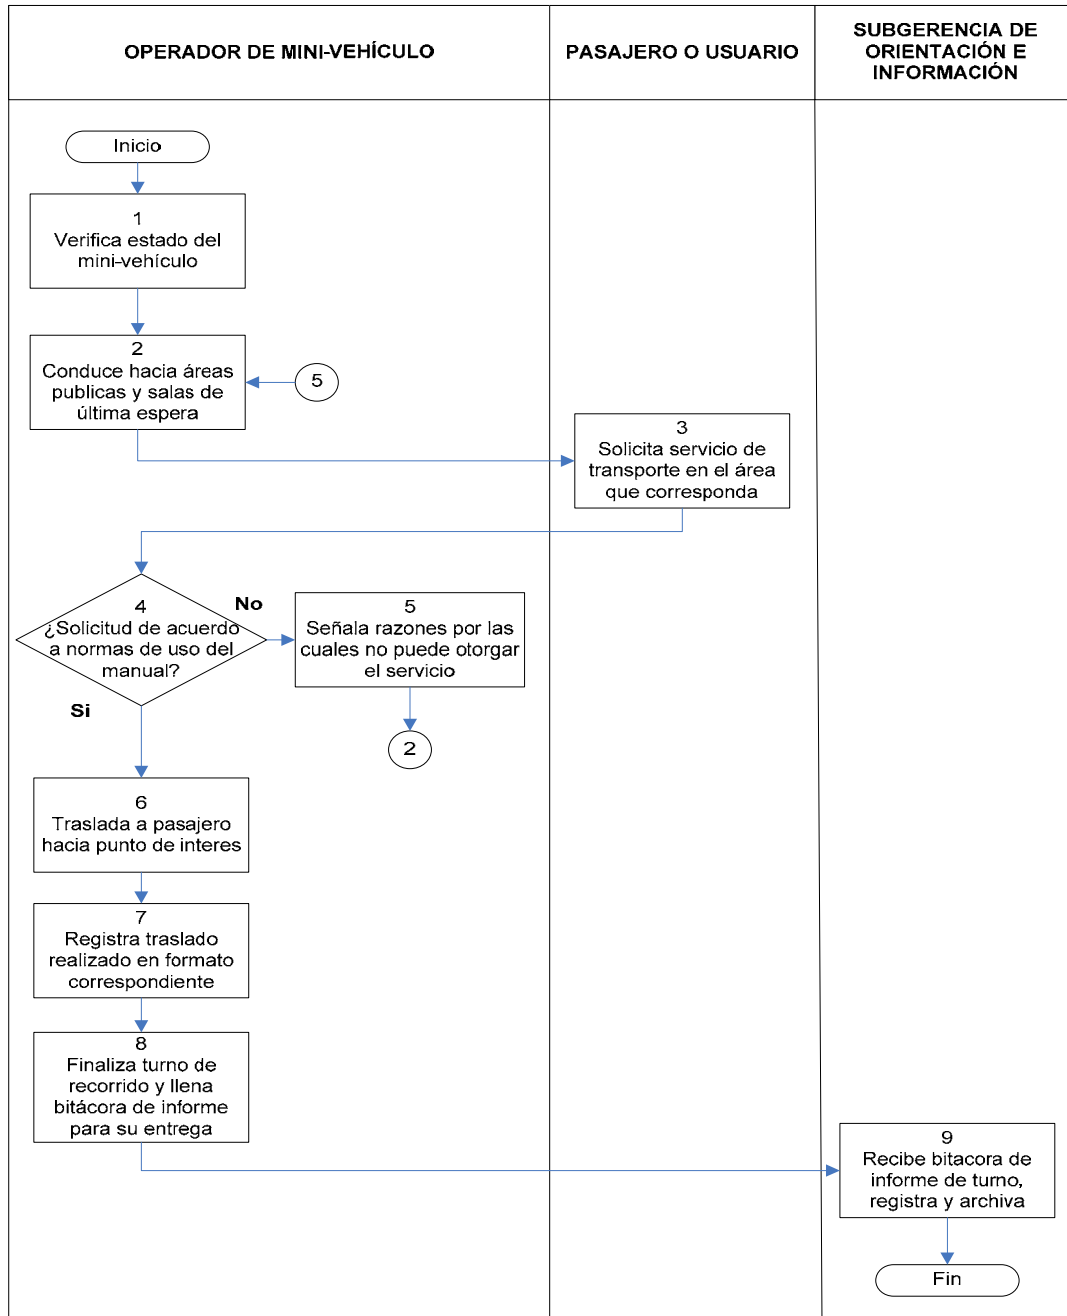 OPERADOR DE MINI-VEHÍCULO
PASAJERO O USUARIO
SUBGERENCIA DE
ORIENTACIÓN E
INFORMACIÓN
Inicio
1
Verifica estado del
mini-vehículo
2
Conduce hacia áreas
publicas y salas de
última espera
5
3
Solicita servicio de
transporte en el área
que corresponda
4
¿Solicitud de acuerdo
a normas de uso del
manual?
No
Si
5
Señala razones por las
cuales no puede otorgar
el servicio
2
6
Traslada a pasajero
hacia punto de interes
7
Registra traslado
realizado en formato
correspondiente
8
Finaliza turno de
recorrido y llena
bitácora de informe
para su entrega
9
Recibe bitacora de
informe de turno,
registra y archiva
Fin